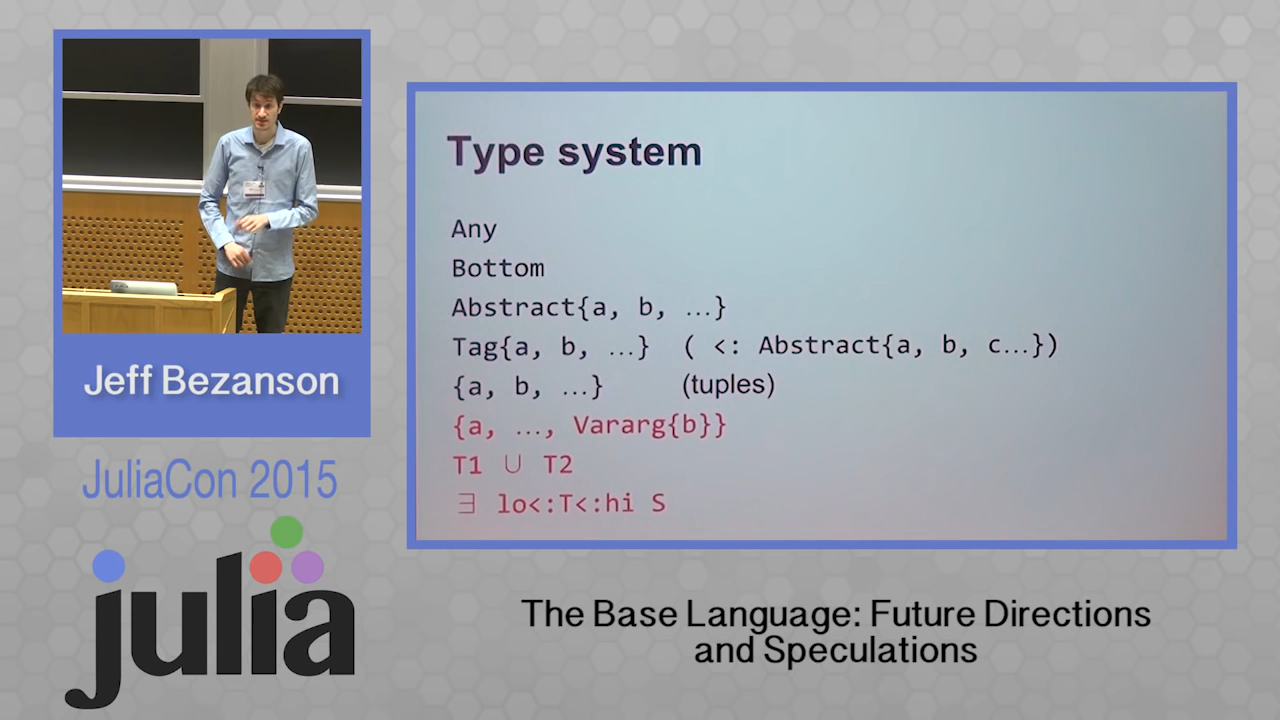 Jeff Bezanson
JuliaCon 2015
julia
Type system
Any
Bottom
Abstract{a, b, …}
Tag{a, b, …} ( <: Abstract{a, b, c…})
{a, b, …} (tuples)
{a, …, Vararg{b}}
T1 ∪ T2
∃ lo<:T<:hi S
The Base Language: Future Directions
and Speculations